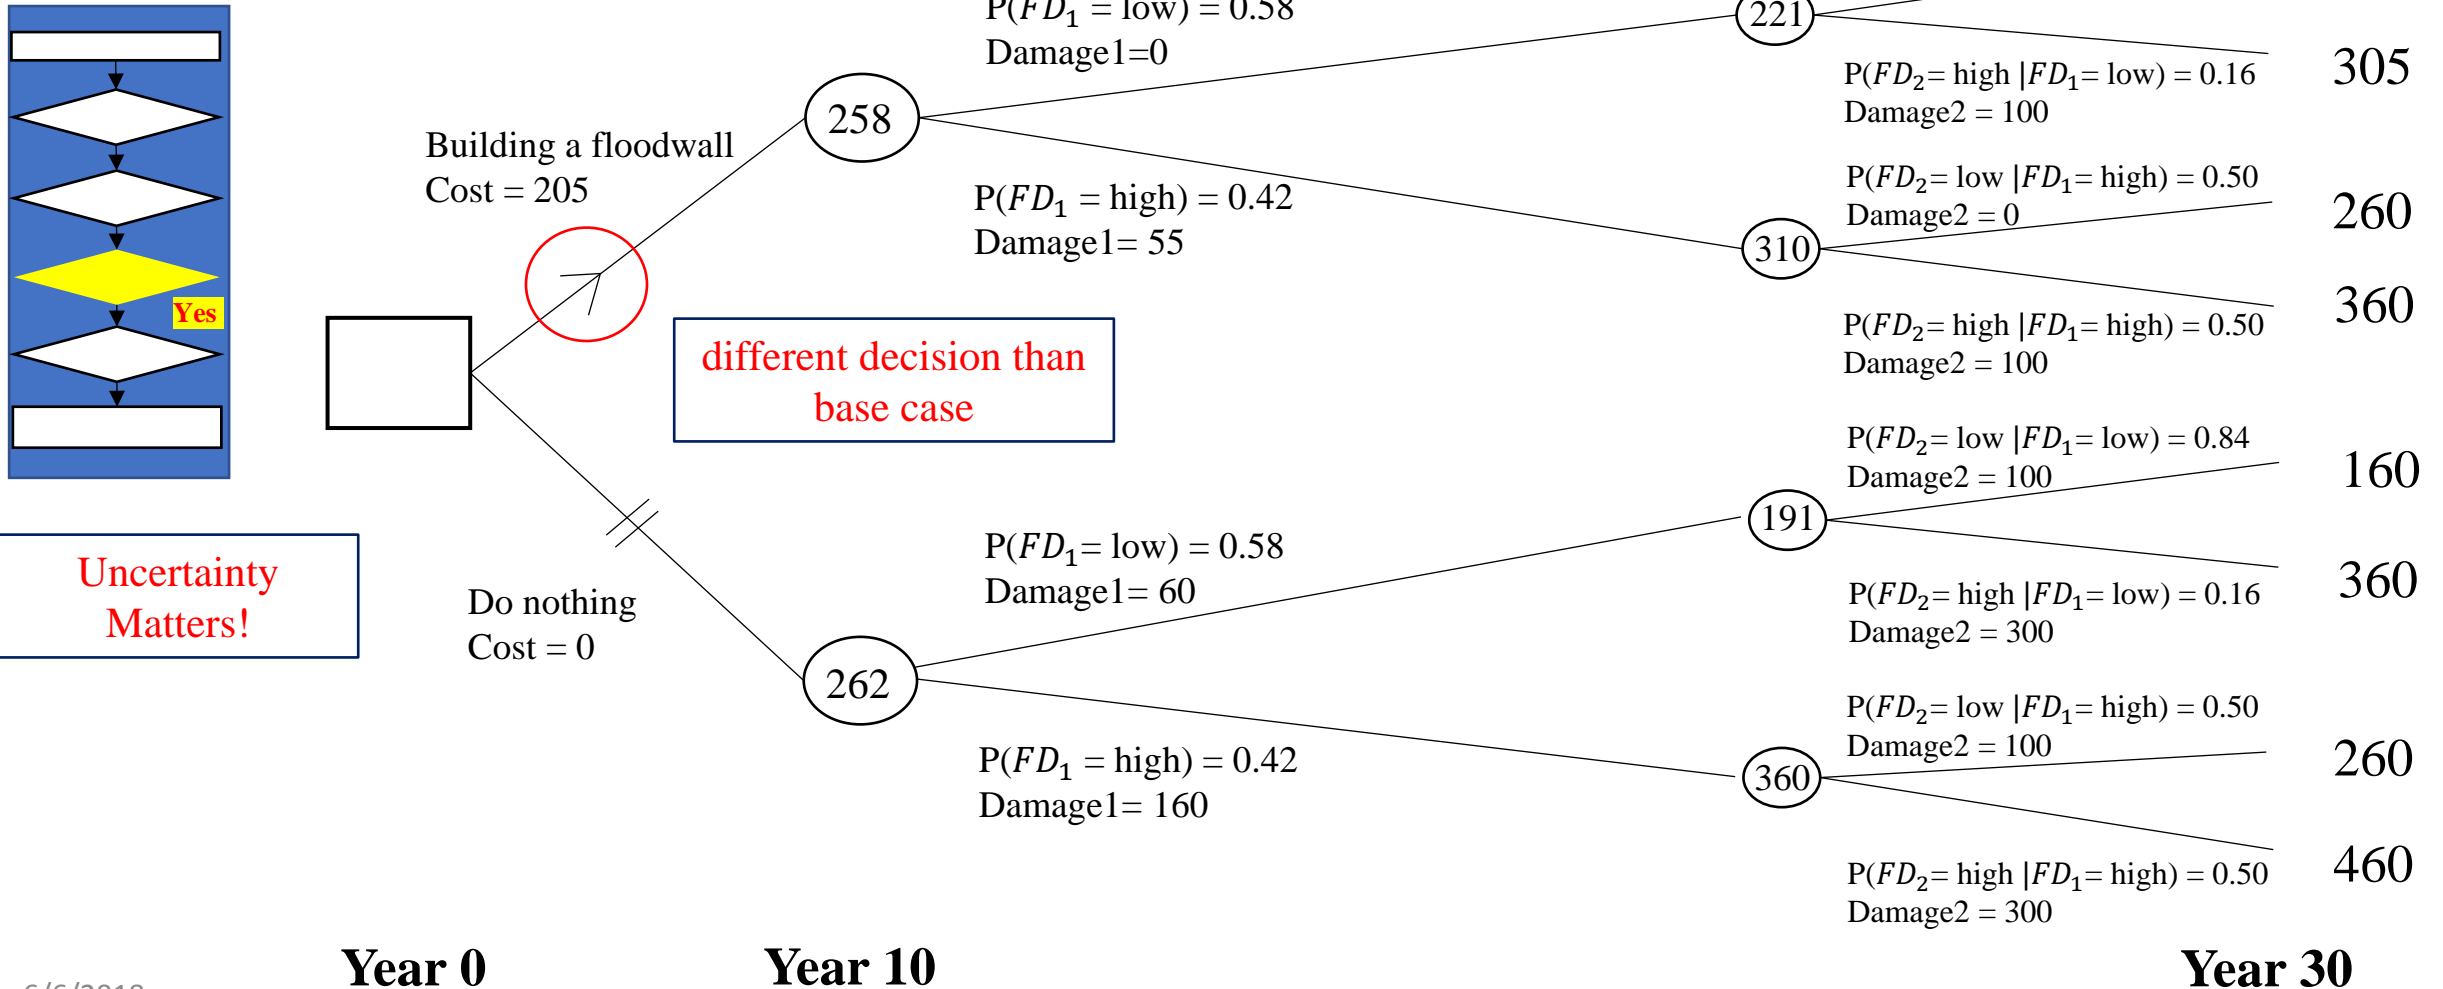 P(FD₁ = low) = 0.58
Damage1=0
221
P(FD₂= high |FD₁= low) = 0.16
Damage2 = 100
305
Building a floodwall
Cost = 205
258
P(FD₁ = high) = 0.42
Damage1= 55
P(FD₂= low |FD₁= high) = 0.50
Damage2 = 0
260
310
360
P(FD₂= high |FD₁= high) = 0.50
Damage2 = 100
Yes
different decision than
base case
P(FD₂= low |FD₁= low) = 0.84
Damage2 = 100
160
191
360
P(FD₂= high |FD₁= low) = 0.16
Damage2 = 300
Uncertainty
Matters!
P(FD₁= low) = 0.58
Damage1= 60
Do nothing
Cost = 0
262
P(FD₁ = high) = 0.42
Damage1= 160
P(FD₂= low |FD₁= high) = 0.50
Damage2 = 100
260
360
460
P(FD₂= high |FD₁= high) = 0.50
Damage2 = 300
Year 0
Year 10
Year 30
6/6/2018